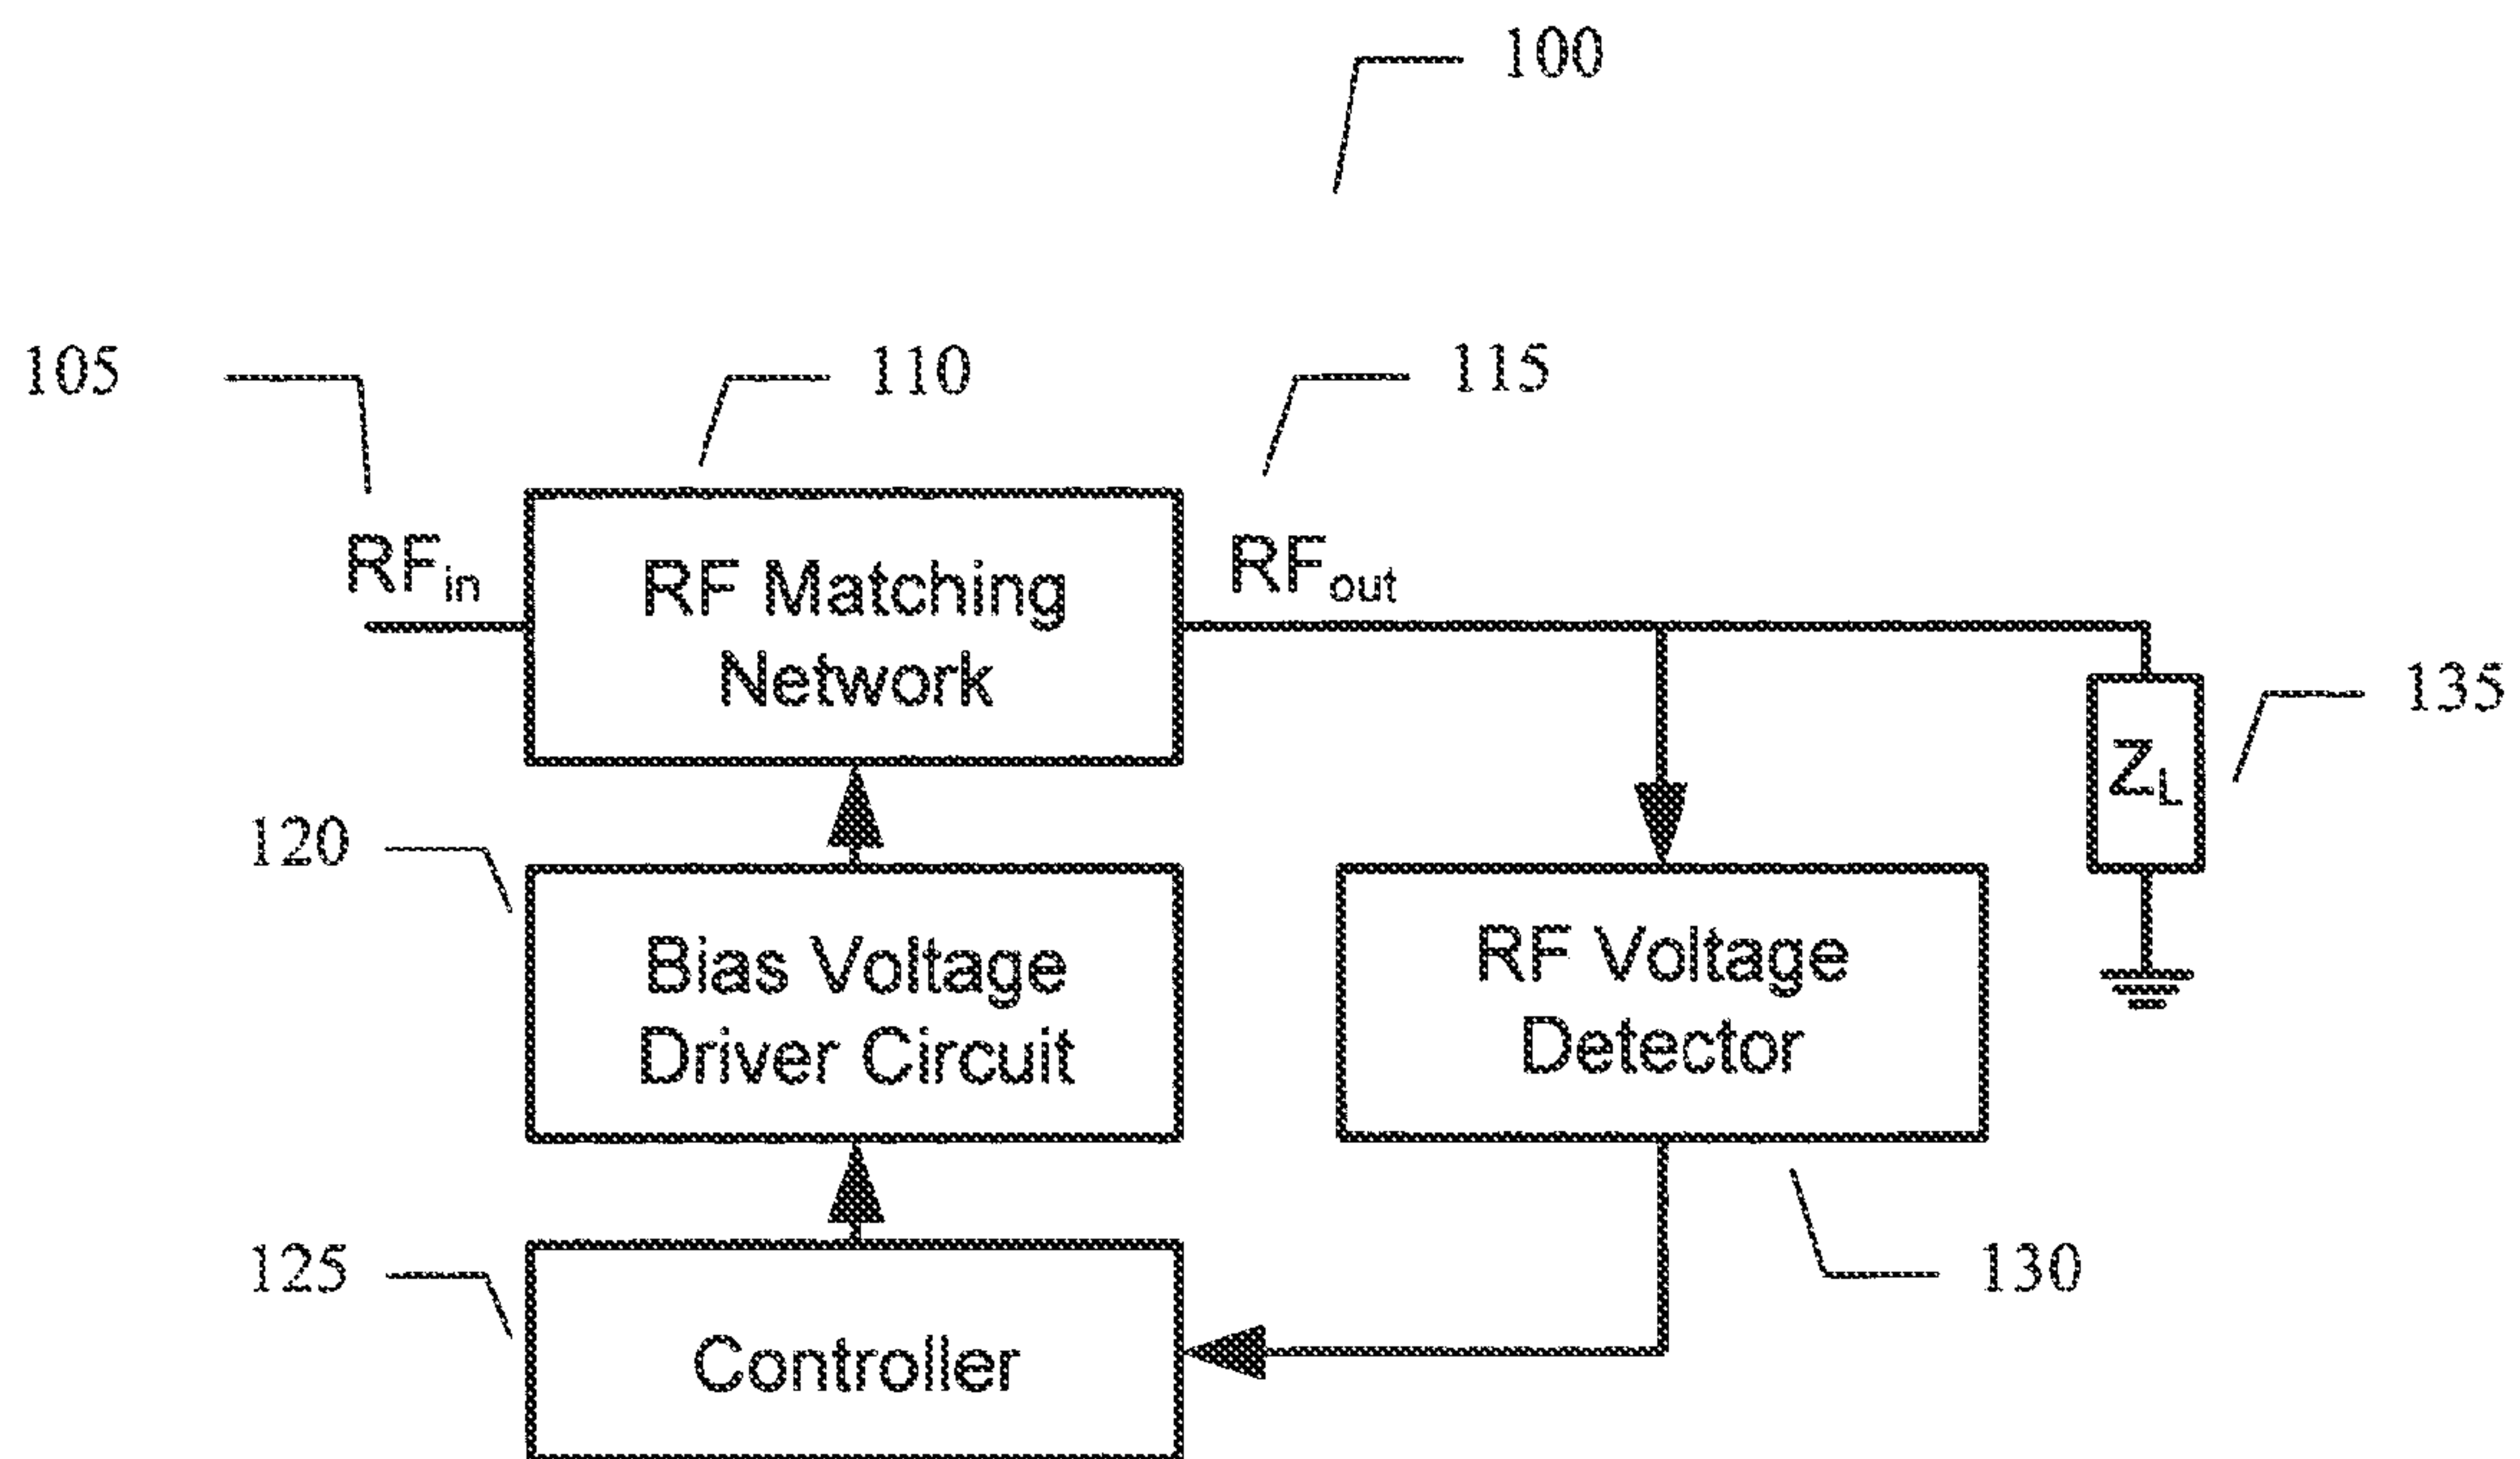 100
105
110
115
RFin
RF Matching
Network
RFout
135
ZL
120
Bias Voltage
Driver Circuit
RF Voltage
Detector
125
130
Controller